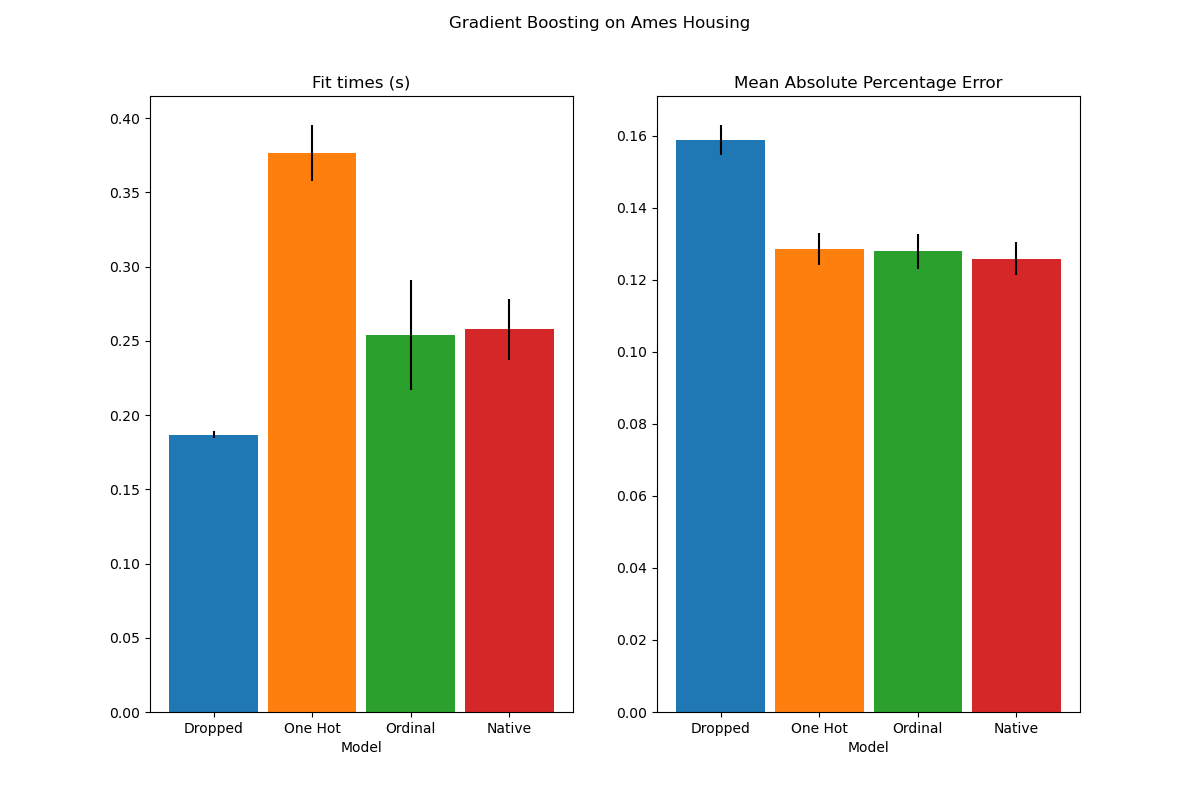 Gradient Boosting on Ames Housing
Fit times (s)
0.40
0.35
0.30
0.25
0.20
0.15
0.10
0.05
0.00
Dropped One Hot Ordinal Native
Model
Mean Absolute Percentage Error
0.16
0.14
0.12
0.10
0.08
0.06
0.04
0.02
0.00
Dropped One Hot Ordinal Native
Model